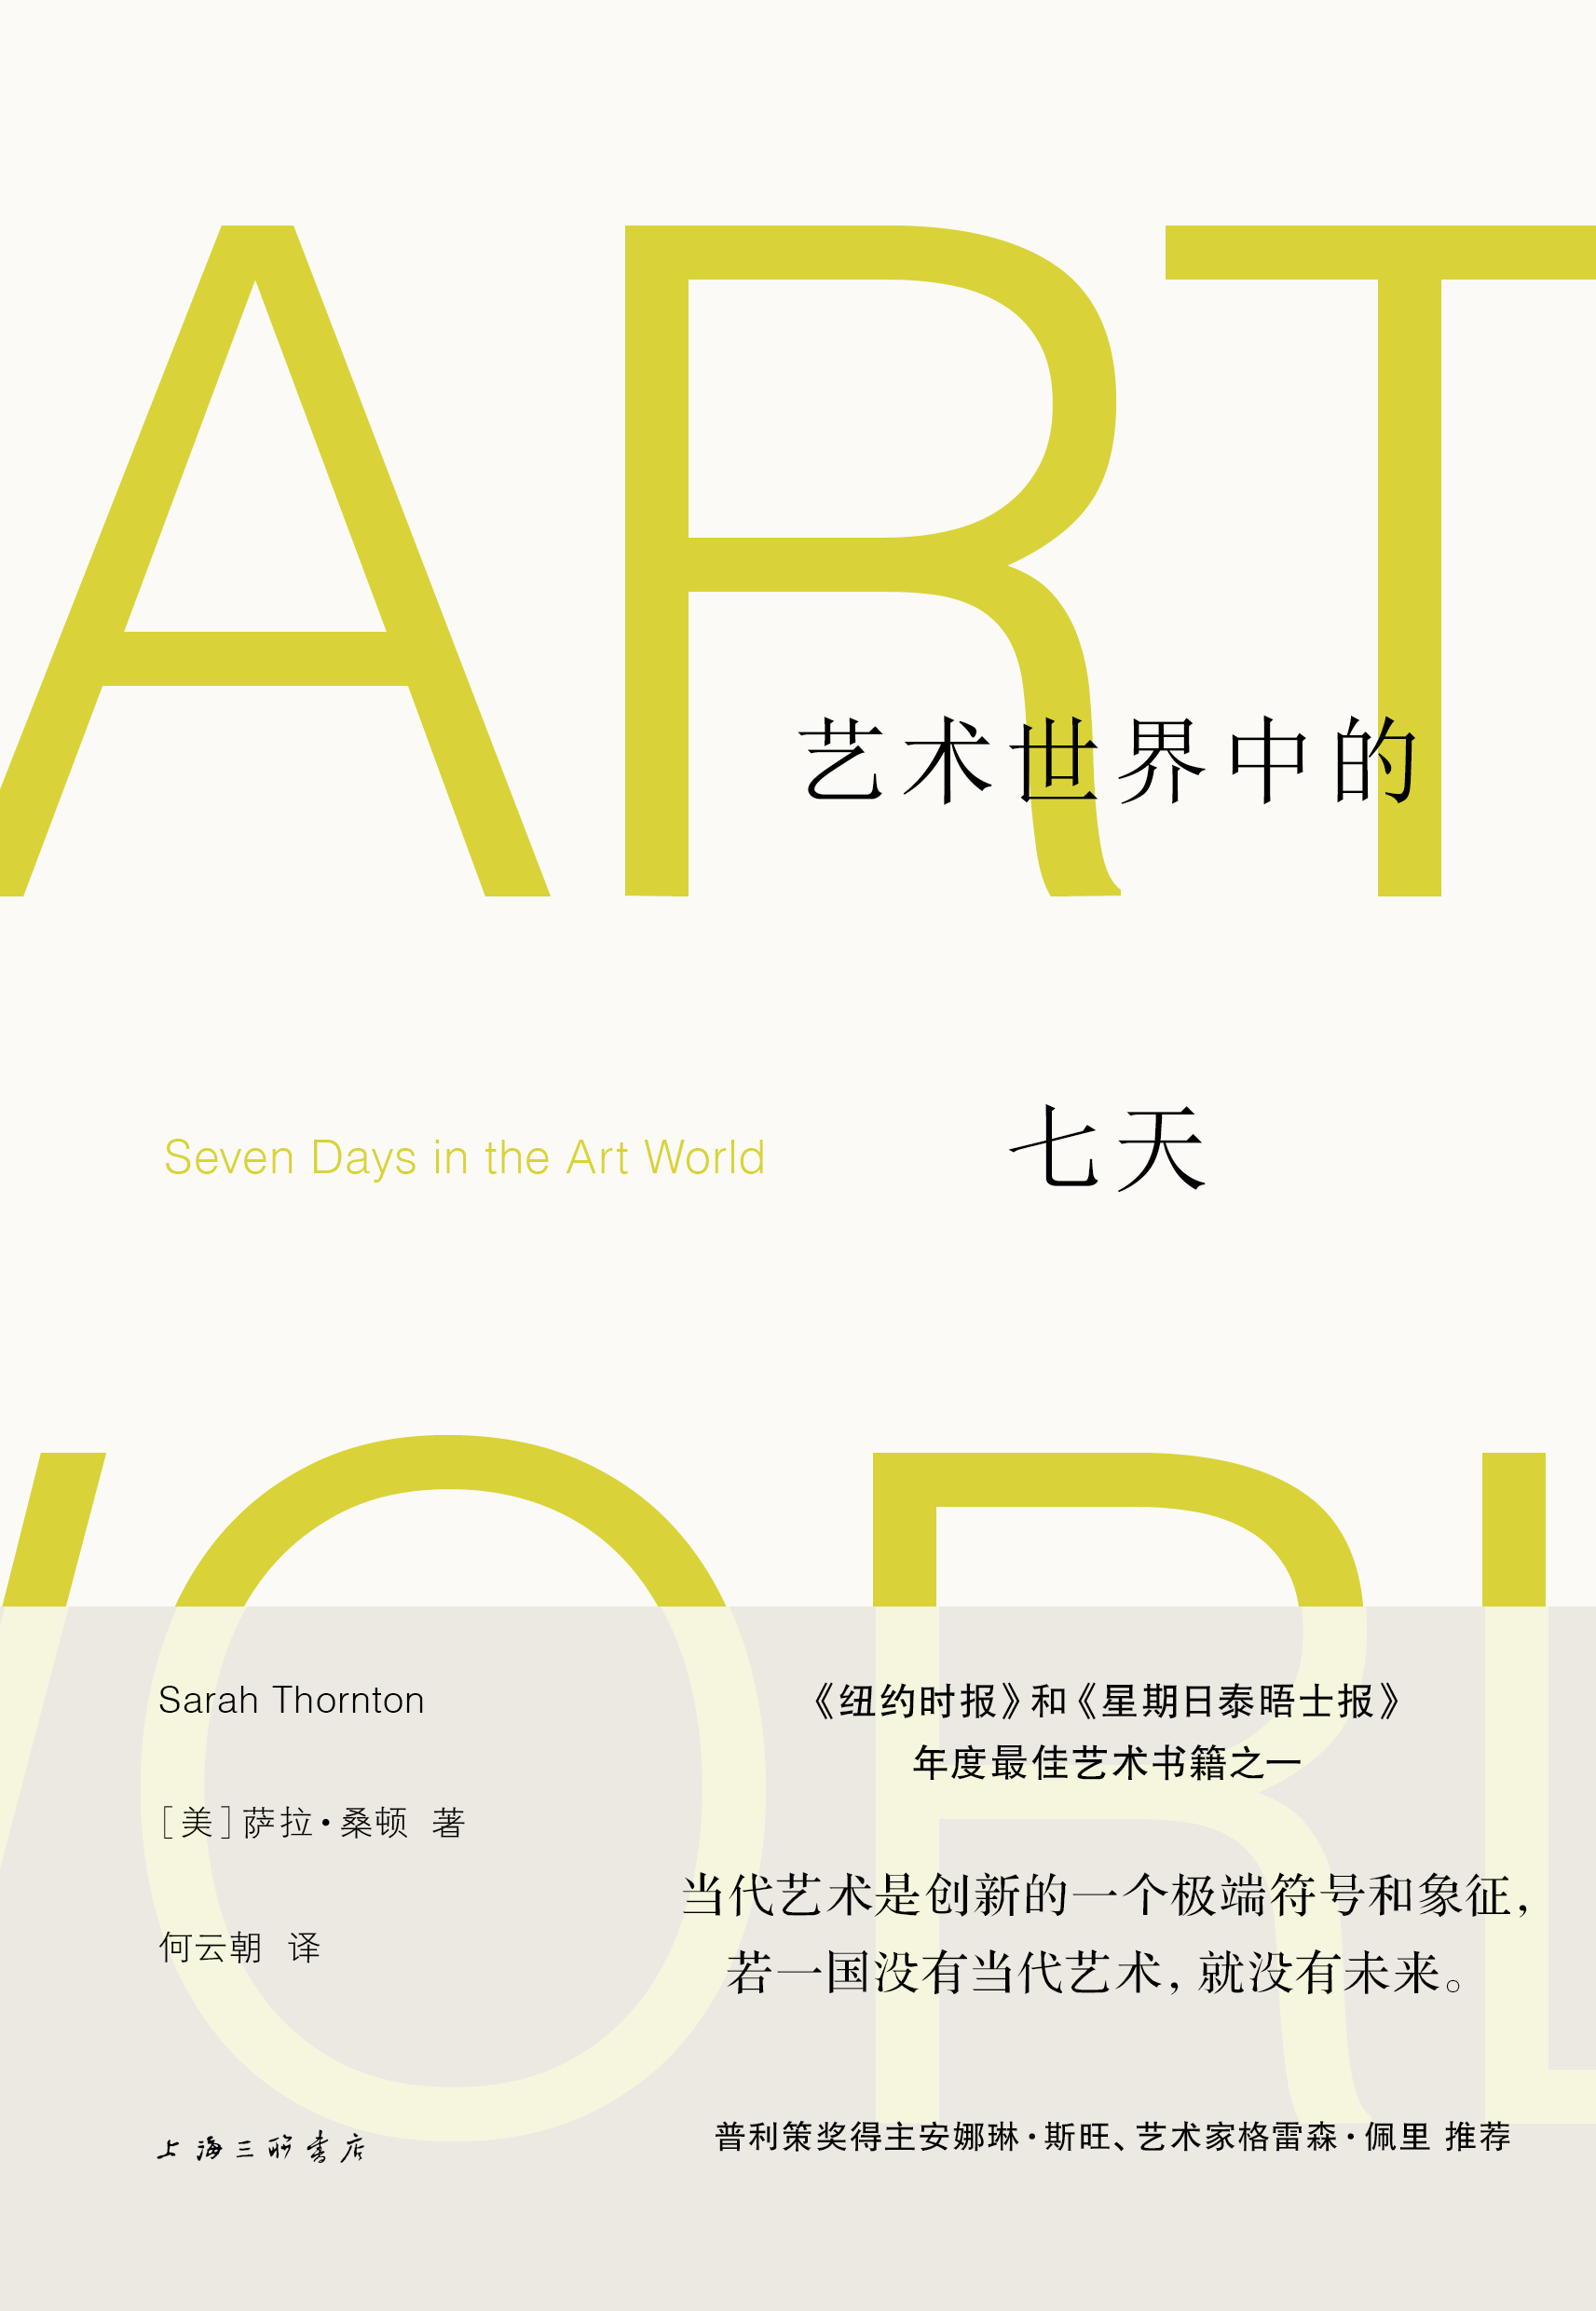 ART
艺术世界中的
七天
Seven Days in the Art World
WORL
Sarah Thornton
［美］萨拉·桑顿 著
何云朝 译
上海三联书店
《纽约时报》和《星期日泰晤士报》
年度最佳艺术书籍之一
当代艺术是创新的一个极端符号和象征，
若一国没有当代艺术，就没有未来。
普利策奖得主安娜琳·斯旺、艺术家格雷森·佩里 推荐